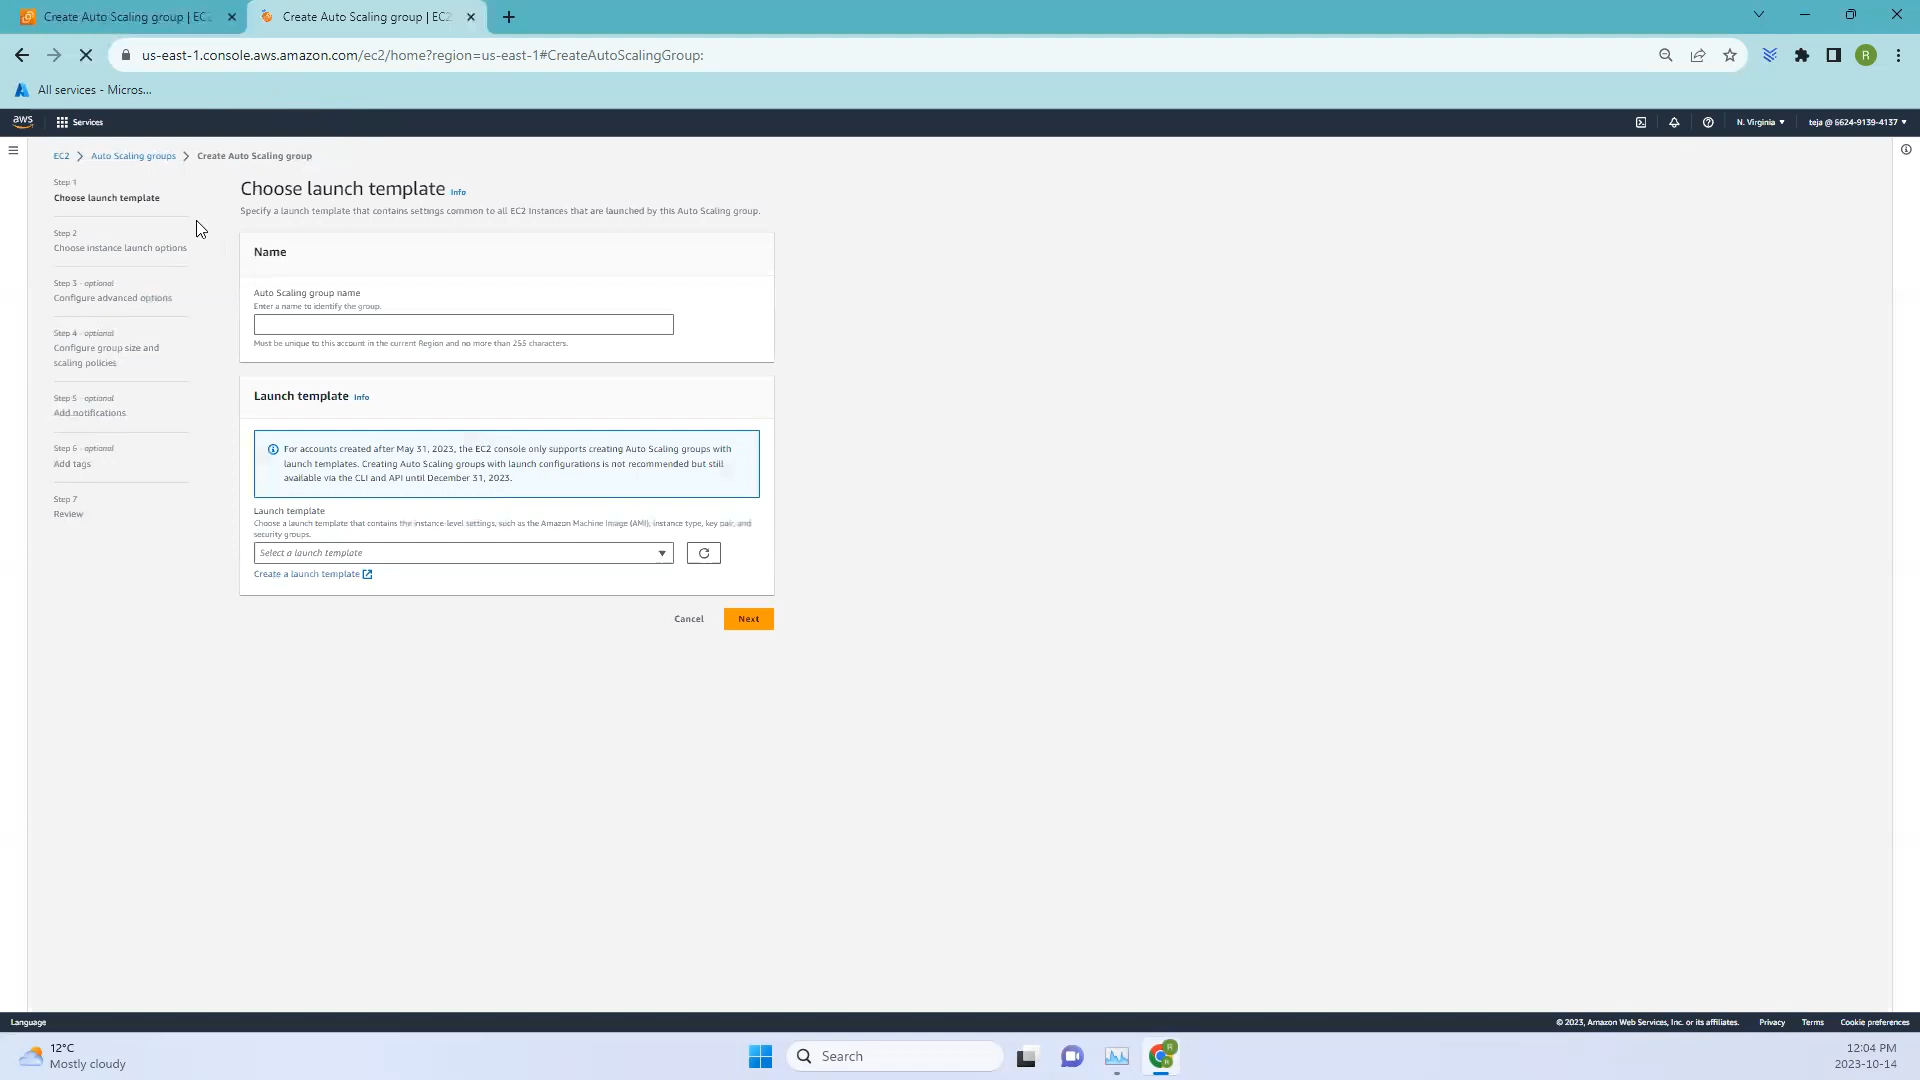 Create Auto Scaling group | EC2
Create Auto Scaling group | EC2
us-east-1.console.aws.amazon.com/ec2/home?region=us-east-1#CreateAutoScalingGroup:
R
All services - Micros...
aws
Services
N. Virginia
teja @ 6624-9139-4137
EC2
Auto Scaling groups
Create Auto Scaling group
Step 1
Choose launch template
Step 2
Choose instance launch options
Step 3 - optional
Configure advanced options
Step 4 - optional
Configure group size and
scaling policies
Step 5 - optional
Add notifications
Step 6 - optional
Add tags
Step 7
Review
Choose launch template Info
Specify a launch template that contains settings common to all EC2 instances that are launched by this Auto Scaling group.
Name
Auto Scaling group name
Enter a name to identify the group.
Must be unique to this account in the current Region and no more than 255 characters.
Launch template Info
For accounts created after May 31, 2023, the EC2 console only supports creating Auto Scaling groups with
launch templates. Creating Auto Scaling groups with launch configurations is not recommended but still
available via the CLI and API until December 31, 2023.
Launch template
Choose a launch template that contains the instance-level settings, such as the Amazon Machine Image (AMI), instance type, key pair, and
security groups.
Select a launch template
Create a launch template
Cancel
Next
Language
© 2023, Amazon Web Services, Inc. or its affiliates.
Privacy
Terms
Cookie preferences
12°C
Mostly cloudy
Search
12:04 PM
2023-10-14